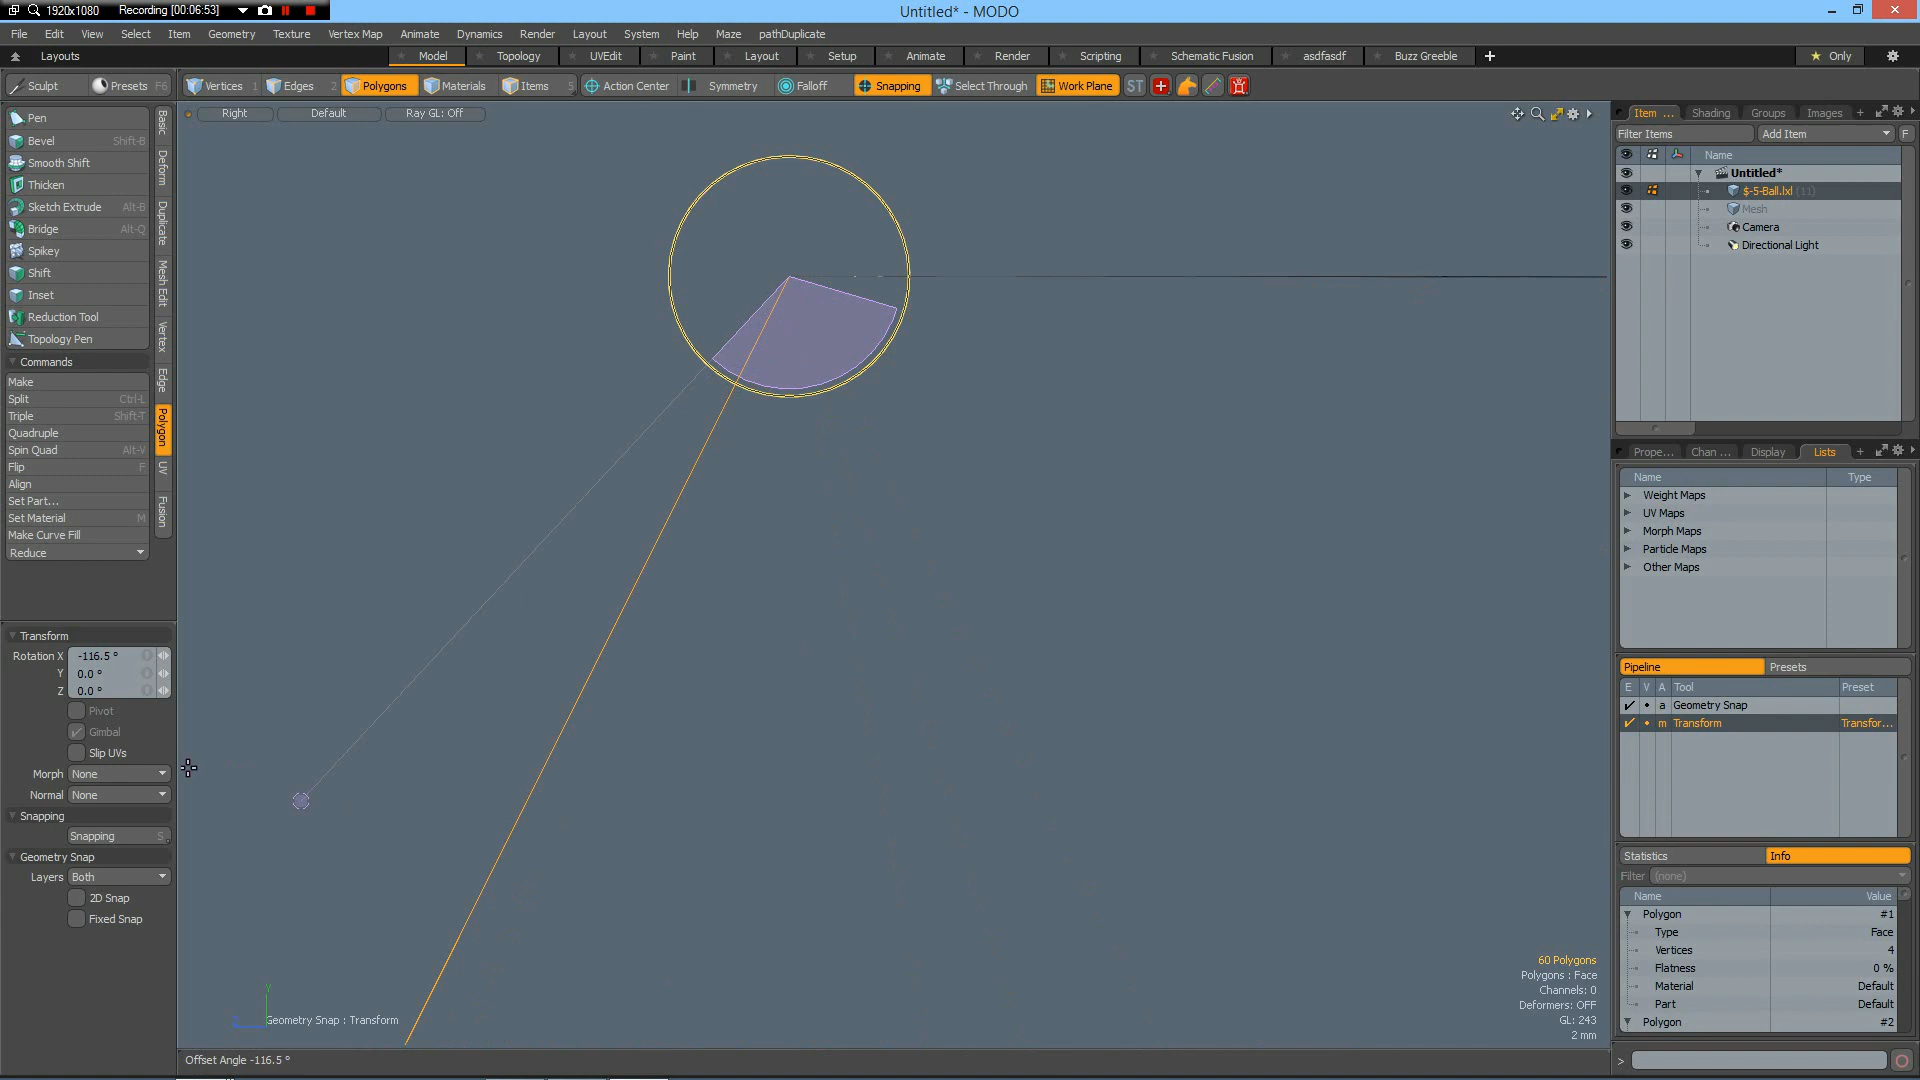 1920x1080 Recording [00:06:53]
Untitled* - MODO
File Edit View Select Item Geometry Texture Vertex Map Animate Dynamics Render Layout System Help Maze pathDuplicate
Layouts Model Topology UVEdit Paint Layout Setup Animate Render Scripting Schematic Fusion asdfasdf Buzz Greeble Only
Sculpt Presets F6 Vertices 1 Edges 2 Polygons Materials Items 5 Action Center Symmetry Falloff Snapping Select Through Work Plane ST
Right Default Ray GL: Off
Pen
Bevel Shift-B
Smooth Shift
Thicken
Sketch Extrude Alt-B
Bridge Alt-Q
Spikey
Shift
Inset
Reduction Tool
Topology Pen
Commands
Make
Split Ctrl-L
Triple Shift-T
Quadruple
Spin Quad Alt-V
Flip F
Align
Set Part...
Set Material M
Make Curve Fill
Reduce
Basic
Deform
Duplicate
Mesh Edit
Vertex
Edge
Polygon
UV
Fusion
Transform
Rotation X -116.5 °
Y 0.0 °
Z 0.0 °
Pivot
Gimbal
Slip UVs
Morph None
Normal None
Snapping
Snapping S
Geometry Snap
Layers Both
2D Snap
Fixed Snap
Y
Geometry Snap : Transform
Offset Angle -116.5 °
60 Polygons
Polygons : Face
Channels: 0
Deformers: OFF
GL: 243
2 mm
Item ... Shading Groups Images
Filter Items Add Item F
Name
Untitled*
$-5-Ball.lxl (11)
Mesh
Camera
Directional Light
Prope... Chan ... Display Lists
Name Type
Weight Maps
UV Maps
Morph Maps
Particle Maps
Other Maps
Pipeline Presets
E V A Tool Preset
a Geometry Snap
m Transform Transfor...
Statistics Info
Filter (none)
Name Value
Polygon #1
Type Face
Vertices 4
Flatness 0 %
Material Default
Part Default
Polygon #2
>